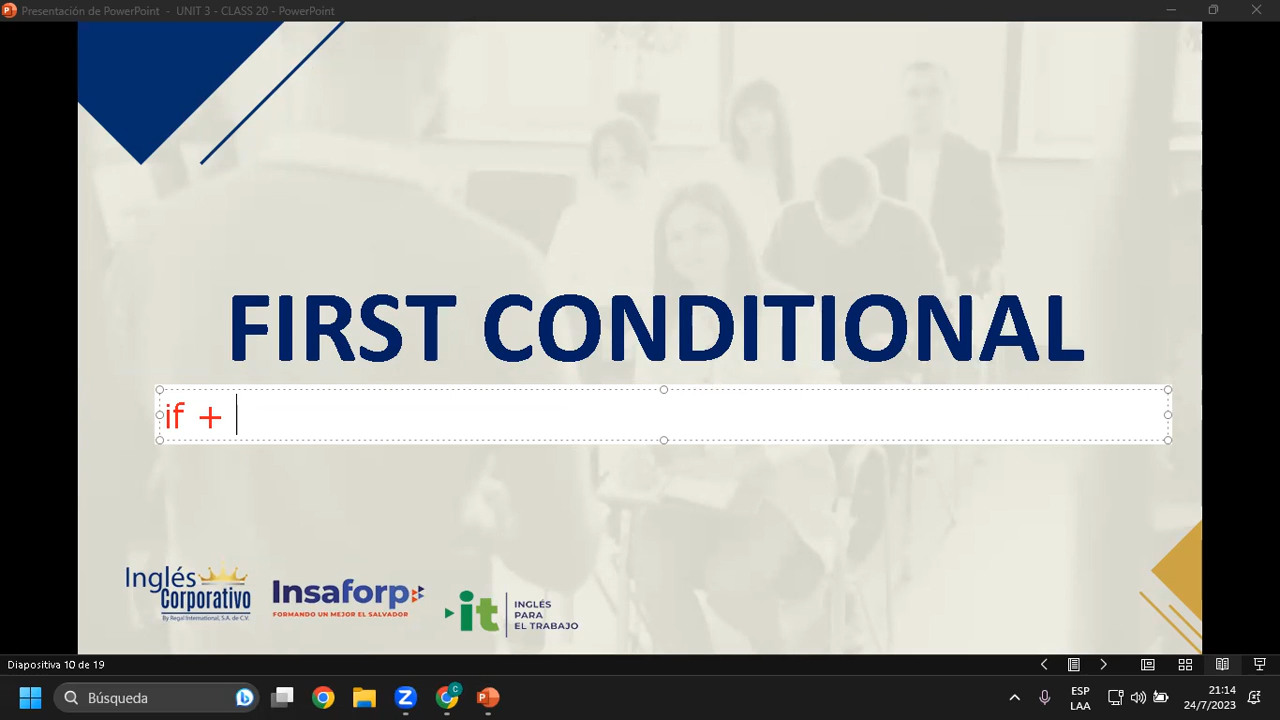 Presentación de PowerPoint - UNIT 3 - CLASS 20 - PowerPoint
FIRST CONDITIONAL
if +
Inglés
Corporativo
By Regal International, S.A. de C.V.
Insaforp
FORMANDO UN MEJOR EL SALVADOR
it
INGLÉS
PARA
EL TRABAJO
Diapositiva 10 de 19
Búsqueda
C
ESP
LAA
21:14
24/7/2023